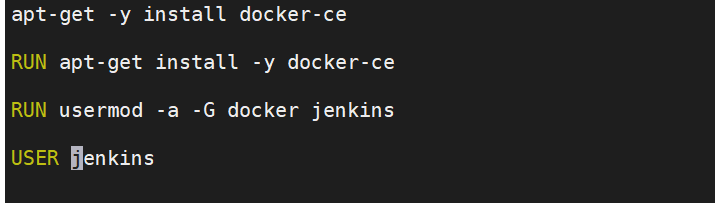 apt-get -y install docker-ce
RUN apt-get install -y docker-ce
RUN usermod -a -G docker jenkins
USER jenkins